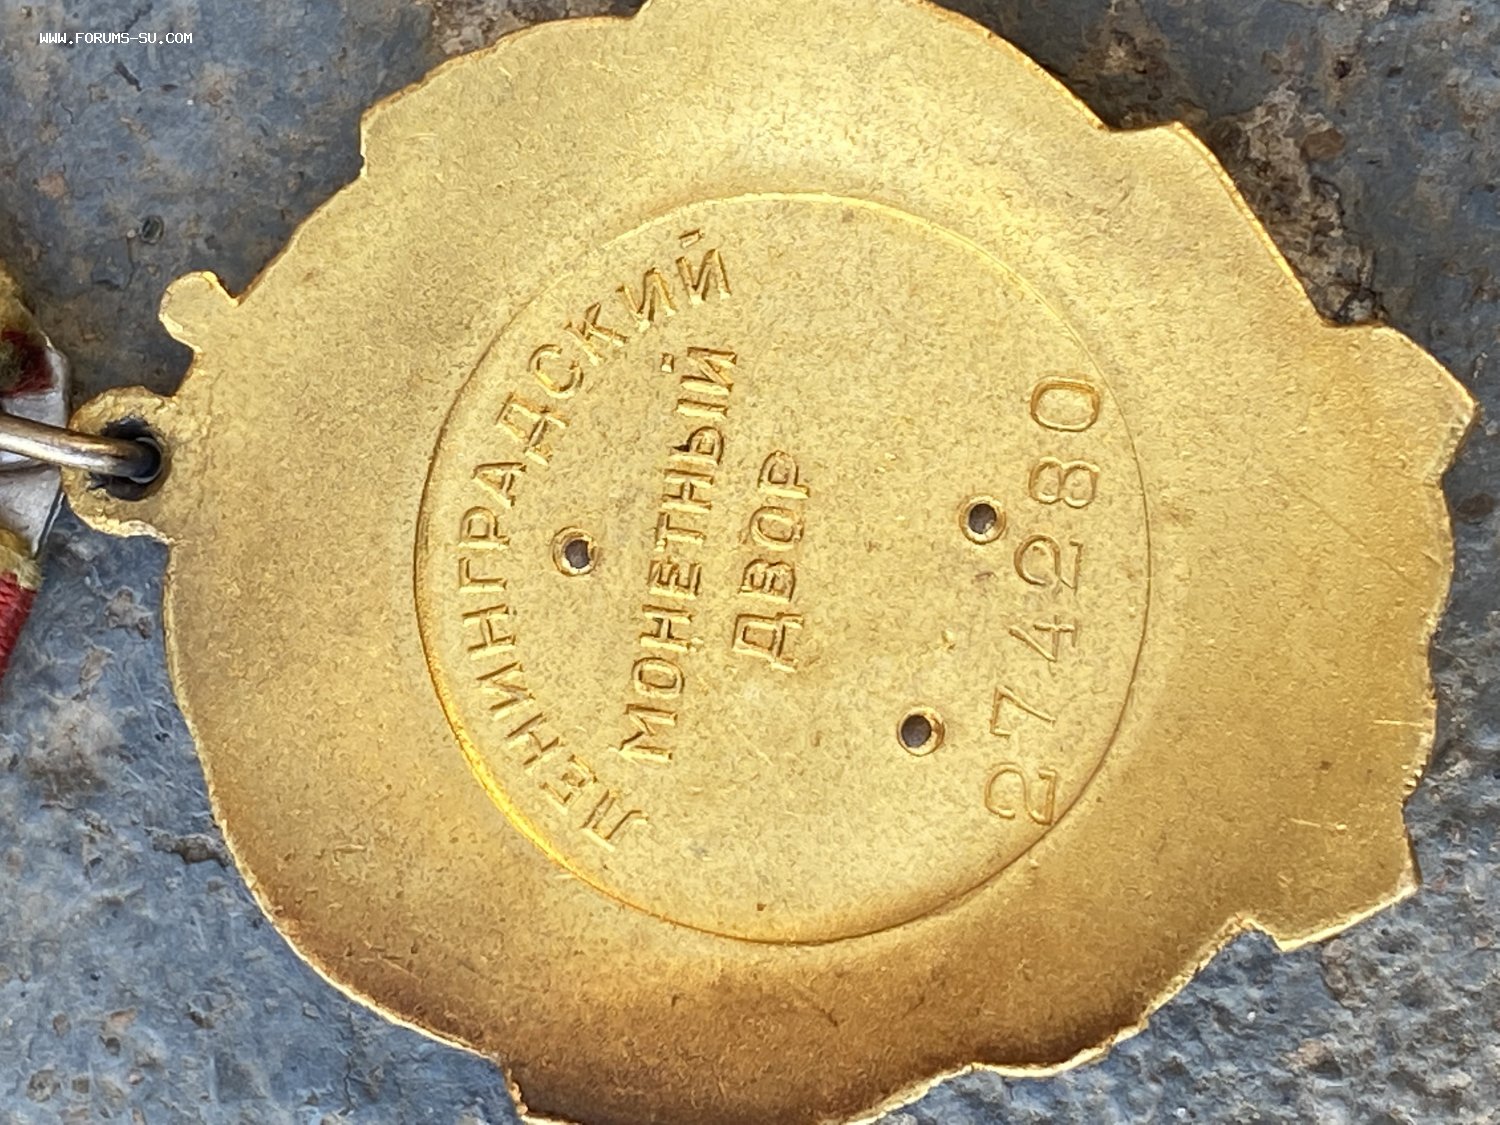 WWW.FORUMS-SU.COM
ЛЕНИНГРАДСКИЙ
МОНЕТНЫЙ
ДВОР
274280